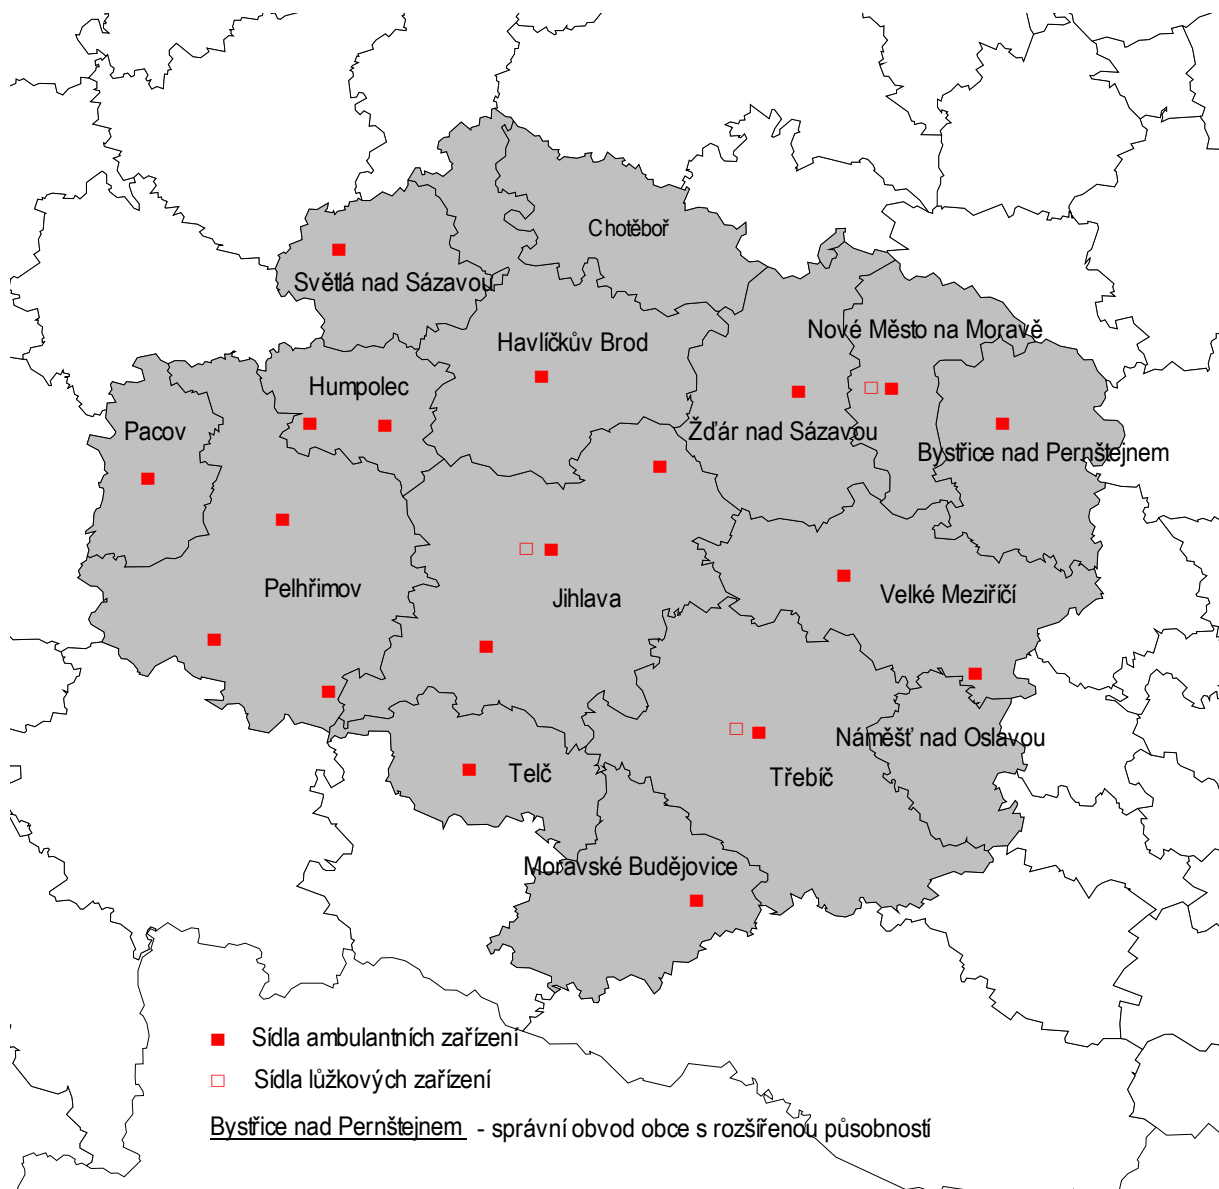 Chotěboř
Světlá nad Sázavou
Nové Město na Moravě
Havlíčkův Brod
Humpolec
Pacov
Žďár nad Sázavou
Bystřice nad Pernštejnem
Pelhřimov
Jihlava
Velké Meziříčí
Náměšť nad Oslavou
Telč
Třebíč
Moravské Budějovice
Sídla ambulantních zařízení
Sídla lůžkových zařízení
Bystřice nad Pernštejnem - správní obvod obce s rozšířenou působností